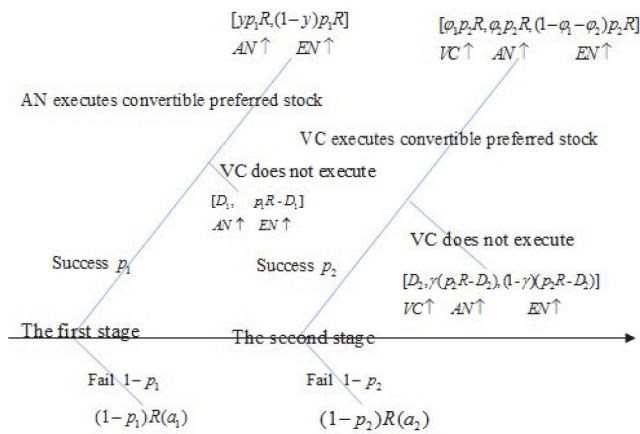 [yp₁R,(1-y)p₁R]
AN↑ EN↑
[φ₁p₂R,φ₂p₂R,(1-φ₁-φ₂)p₂R]
VC↑ AN↑ EN↑
AN executes convertible preferred stock
VC executes convertible preferred stock
VC does not execute
[D₁, p₁R-D₁]
AN↑ EN↑
VC does not execute
Success p₁
Success p₂
[D₂,γ(p₂R-D₂),(1-γ)(p₂R-D₂)]
VC↑ AN↑ EN↑
The first stage
The second stage
Fail 1-p₁
Fail 1-p₂
(1-p₁)R(a₁)
(1-p₂)R(a₂)